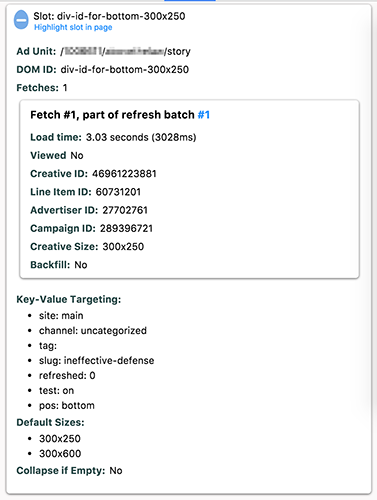 Slot: div-id-for-bottom-300x250
Highlight slot in page
Ad Unit: / /story
DOM ID: div-id-for-bottom-300x250
Fetches: 1
Fetch #1, part of refresh batch #1
Load time: 3.03 seconds (3028ms)
Viewed No
Creative ID: 46961223881
Line Item ID: 60731201
Advertiser ID: 27702761
Campaign ID: 289396721
Creative Size: 300x250
Backfill: No
Key-Value Targeting:
• site: main
• channel: uncategorized
• tag:
• slug: ineffective-defense
• refreshed: 0
• test: on
• pos: bottom
Default Sizes:
• 300x250
• 300x600
Collapse if Empty: No